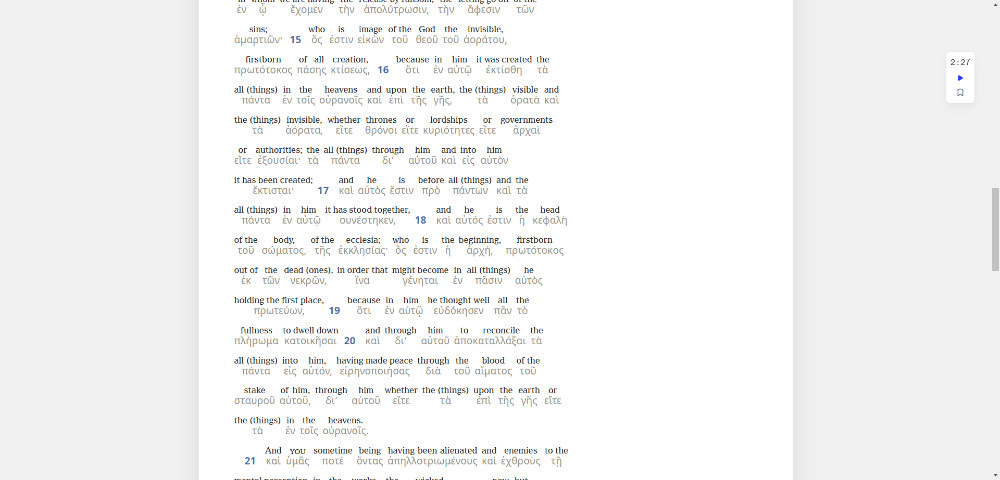 in whom we are having the release by ransom, the letting go off of the
ἐν ᾧ ἔχομεν τὴν ἀπολύτρωσιν, τὴν ἄφεσιν τῶν
sins; who is image of the God the invisible,
ἁμαρτιῶν· 15 ὅς ἐστιν εἰκὼν τοῦ θεοῦ τοῦ ἀοράτου,
firstborn of all creation, because in him it was created the
πρωτότοκος πάσης κτίσεως, 16 ὅτι ἐν αὐτῷ ἐκτίσθη τὰ
all (things) in the heavens and upon the earth, the (things) visible and
πάντα ἐν τοῖς οὐρανοῖς καὶ ἐπὶ τῆς γῆς, τὰ ὁρατὰ καὶ
the (things) invisible, whether thrones or lordships or governments
τὰ ἀόρατα, εἴτε θρόνοι εἴτε κυριότητες εἴτε ἀρχαὶ
or authorities; the all (things) through him and into him
εἴτε ἐξουσίαι· τὰ πάντα δι’ αὐτοῦ καὶ εἰς αὐτὸν
it has been created; and he is before all (things) and the
ἔκτισται· 17 καὶ αὐτὸς ἔστιν πρὸ πάντων καὶ τὰ
all (things) in him it has stood together, and he is the head
πάντα ἐν αὐτῷ συνέστηκεν, 18 καὶ αὐτός ἐστιν ἡ κεφαλὴ
of the body, of the ecclesia; who is the beginning, firstborn
τοῦ σώματος, τῆς ἐκκλησίας· ὅς ἐστιν ἡ ἀρχή, πρωτότοκος
out of the dead (ones), in order that might become in all (things) he
ἐκ τῶν νεκρῶν, ἵνα γένηται ἐν πᾶσιν αὐτὸς
holding the first place, because in him he thought well all the
πρωτεύων, 19 ὅτι ἐν αὐτῷ εὐδόκησεν πᾶν τὸ
fullness to dwell down and through him to reconcile the
πλήρωμα κατοικῆσαι 20 καὶ δι’ αὐτοῦ ἀποκαταλλάξαι τὰ
all (things) into him, having made peace through the blood of the
πάντα εἰς αὐτόν, εἰρηνοποιήσας διὰ τοῦ αἵματος τοῦ
stake of him, through him whether the (things) upon the earth or
σταυροῦ αὐτοῦ, δι’ αὐτοῦ εἴτε τὰ ἐπὶ τῆς γῆς εἴτε
the (things) in the heavens.
τὰ ἐν τοῖς οὐρανοῖς.
And YOU sometime being having been alienated and enemies to the
21 καὶ ὑμᾶς ποτὲ ὄντας ἀπηλλοτριωμένους καὶ ἐχθροὺς τῇ
mental perception in the works the wicked, now but
2:27